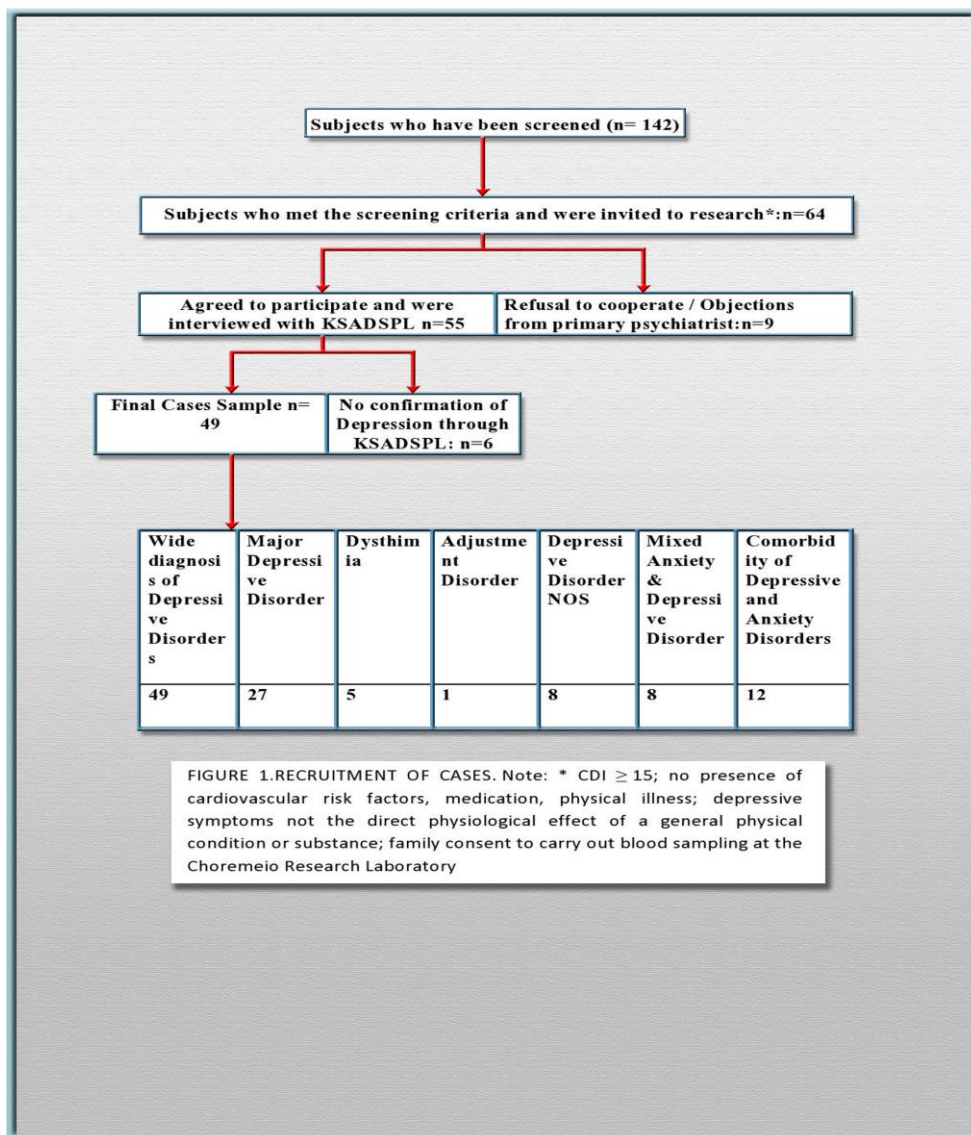 Subjects who have been screened (n= 142)
Subjects who met the screening criteria and were invited to research*:n=64
Agreed to participate and were
interviewed with KSADSPL n=55
Refusal to cooperate / Objections
from primary psychiatrist:n=9
Final Cases Sample n=
49
No confirmation of
Depression through
KSADSPL: n=6
Wide
diagnosi
s of
Depressi
ve
Disorder
s
Major
Depressi
ve
Disorder
Dysthim
ia
Adjustme
nt
Disorder
Depressi
ve
Disorder
NOS
Mixed
Anxiety
&
Depressi
ve
Disorder
Comorbid
ity of
Depressive
and
Anxiety
Disorders
49 27 5 1 8 8 12
FIGURE 1.RECRUITMENT OF CASES. Note: * CDI ≥ 15; no presence of
cardiovascular risk factors, medication, physical illness; depressive
symptoms not the direct physiological effect of a general physical
condition or substance; family consent to carry out blood sampling at the
Choremeio Research Laboratory